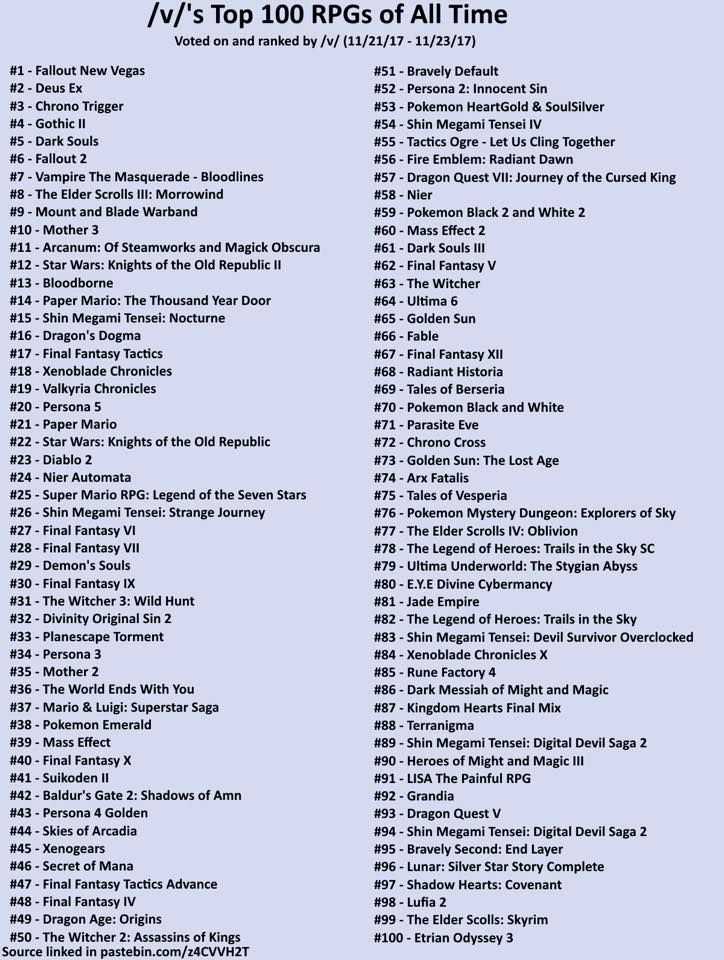 /v/'s Top 100 RPGs of All Time
Voted on and ranked by /v/ (11/21/17 - 11/23/17)
#1 - Fallout New Vegas
#2 - Deus Ex
#3 - Chrono Trigger
#4 - Gothic II
#5 - Dark Souls
#6 - Fallout 2
#7 - Vampire The Masquerade - Bloodlines
#8 - The Elder Scrolls III: Morrowind
#9 - Mount and Blade Warband
#10 - Mother 3
#11 - Arcanum: Of Steamworks and Magick Obscura
#12 - Star Wars: Knights of the Old Republic II
#13 - Bloodborne
#14 - Paper Mario: The Thousand Year Door
#15 - Shin Megami Tensei: Nocturne
#16 - Dragon's Dogma
#17 - Final Fantasy Tactics
#18 - Xenoblade Chronicles
#19 - Valkyria Chronicles
#20 - Persona 5
#21 - Paper Mario
#22 - Star Wars: Knights of the Old Republic
#23 - Diablo 2
#24 - Nier Automata
#25 - Super Mario RPG: Legend of the Seven Stars
#26 - Shin Megami Tensei: Strange Journey
#27 - Final Fantasy VI
#28 - Final Fantasy VII
#29 - Demon's Souls
#30 - Final Fantasy IX
#31 - The Witcher 3: Wild Hunt
#32 - Divinity Original Sin 2
#33 - Planescape Torment
#34 - Persona 3
#35 - Mother 2
#36 - The World Ends With You
#37 - Mario & Luigi: Superstar Saga
#38 - Pokemon Emerald
#39 - Mass Effect
#40 - Final Fantasy X
#41 - Suikoden II
#42 - Baldur's Gate 2: Shadows of Amn
#43 - Persona 4 Golden
#44 - Skies of Arcadia
#45 - Xenogears
#46 - Secret of Mana
#47 - Final Fantasy Tactics Advance
#48 - Final Fantasy IV
#49 - Dragon Age: Origins
#50 - The Witcher 2: Assassins of Kings
Source linked in pastebin.com/z4CVVH2T
#51 - Bravely Default
#52 - Persona 2: Innocent Sin
#53 - Pokemon HeartGold & SoulSilver
#54 - Shin Megami Tensei IV
#55 - Tactics Ogre - Let Us Cling Together
#56 - Fire Emblem: Radiant Dawn
#57 - Dragon Quest VII: Journey of the Cursed King
#58 - Nier
#59 - Pokemon Black 2 and White 2
#60 - Mass Effect 2
#61 - Dark Souls III
#62 - Final Fantasy V
#63 - The Witcher
#64 - Ultima 6
#65 - Golden Sun
#66 - Fable
#67 - Final Fantasy XII
#68 - Radiant Historia
#69 - Tales of Berseria
#70 - Pokemon Black and White
#71 - Parasite Eve
#72 - Chrono Cross
#73 - Golden Sun: The Lost Age
#74 - Arx Fatalis
#75 - Tales of Vesperia
#76 - Pokemon Mystery Dungeon: Explorers of Sky
#77 - The Elder Scrolls IV: Oblivion
#78 - The Legend of Heroes: Trails in the Sky SC
#79 - Ultima Underworld: The Stygian Abyss
#80 - E.Y.E Divine Cybermancy
#81 - Jade Empire
#82 - The Legend of Heroes: Trails in the Sky
#83 - Shin Megami Tensei: Devil Survivor Overclocked
#84 - Xenoblade Chronicles X
#85 - Rune Factory 4
#86 - Dark Messiah of Might and Magic
#87 - Kingdom Hearts Final Mix
#88 - Terranigma
#89 - Shin Megami Tensei: Digital Devil Saga 2
#90 - Heroes of Might and Magic III
#91 - LISA The Painful RPG
#92 - Grandia
#93 - Dragon Quest V
#94 - Shin Megami Tensei: Digital Devil Saga 2
#95 - Bravely Second: End Layer
#96 - Lunar: Silver Star Story Complete
#97 - Shadow Hearts: Covenant
#98 - Lufia 2
#99 - The Elder Scolls: Skyrim
#100 - Etrian Odyssey 3